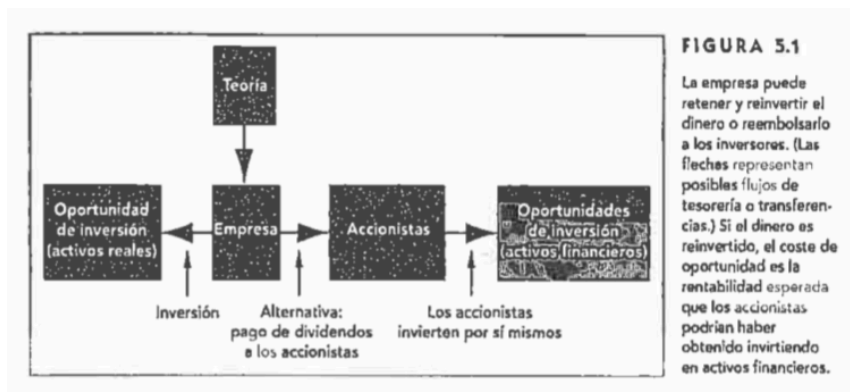 Teoría
Oportunidad
de inversión
(activos reales)
Empresa
Accionistas
Oportunidades
de inversión
(activos financieros)
Inversión
Alternativa:
pago de dividendos
a los accionistas
Los accionistas
invierten por sí mismos
FIGURA 5.1
La empresa puede
retener y reinvertir el
dinero o reembolsarlo
a los inversores. (Las
flechas representan
posibles flujos de
tesorería o transferen-
cias.) Si el dinero es
reinvertido, el coste de
oportunidad es la
rentabilidad esperada
que los accionistas
podrían haber
obtenido invirtiendo
en activos financieros.